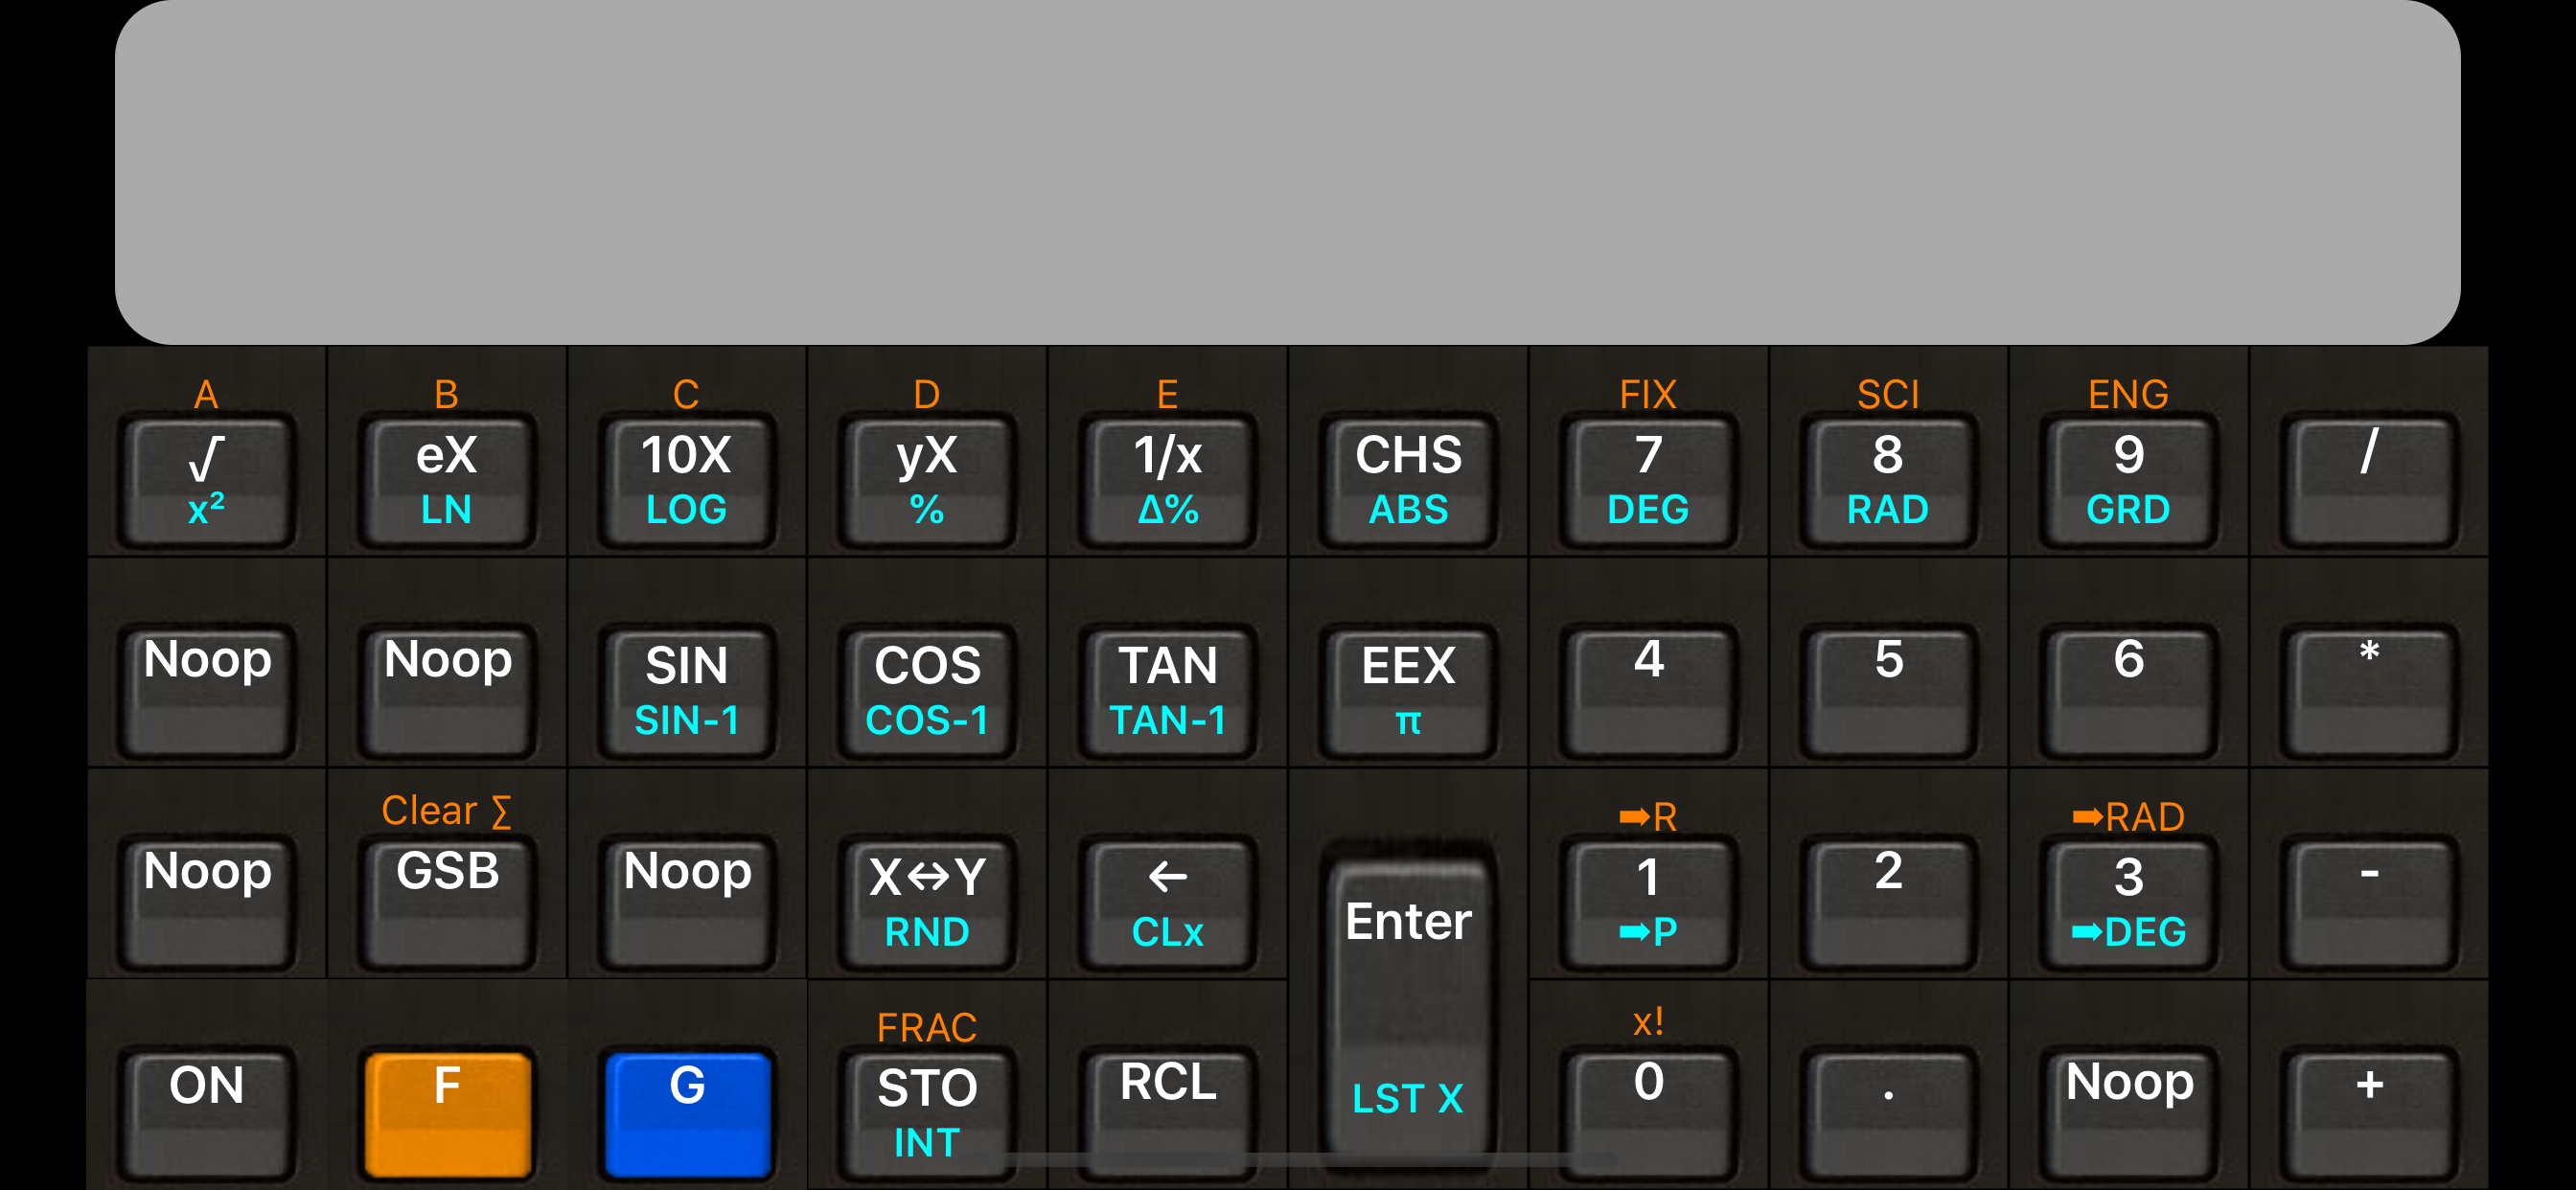 A B C D E FIX SCI ENG
√ eX 10X yX 1/x CHS 7 8 9 /
x² LN LOG % Δ% ABS DEG RAD GRD
Noop Noop SIN COS TAN EEX 4 5 6 *
SIN-1 COS-1 TAN-1 π
Clear ∑ ➡R ➡RAD
Noop GSB Noop X↔Y ← Enter 1 2 3 -
RND CLx ➡P ➡DEG
FRAC x!
ON F G STO RCL 0 . Noop +
INT LST X